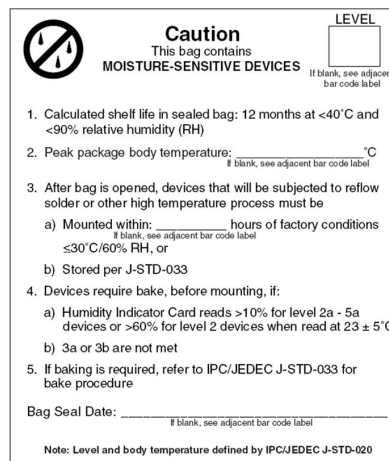 LEVEL
Caution
This bag contains
MOISTURE-SENSITIVE DEVICES
If blank, see adjacen
bar code label
1. Calculated shelf life in sealed bag: 12 months at <40˚C and
<90% relative humidity (RH)
2. Peak package body temperature: ____________________˚C
If blank, see adjacent bar code label
3. After bag is opened, devices that will be subjected to reflow
solder or other high temperature process must be
a) Mounted within: ___________ hours of factory conditions
If blank, see adjacent bar code label
≤30˚C/60% RH, or
b) Stored per J-STD-033
4. Devices require bake, before mounting, if:
a) Humidity Indicator Card reads >10% for level 2a - 5a
devices or >60% for level 2 devices when read at 23 ± 5˚C
b) 3a or 3b are not met
5. If baking is required, refer to IPC/JEDEC J-STD-033 for
bake procedure
Bag Seal Date: ____________________________________
If blank, see adjacent bar code label
Note: Level and body temperature defined by IPC/JEDEC J-STD-020